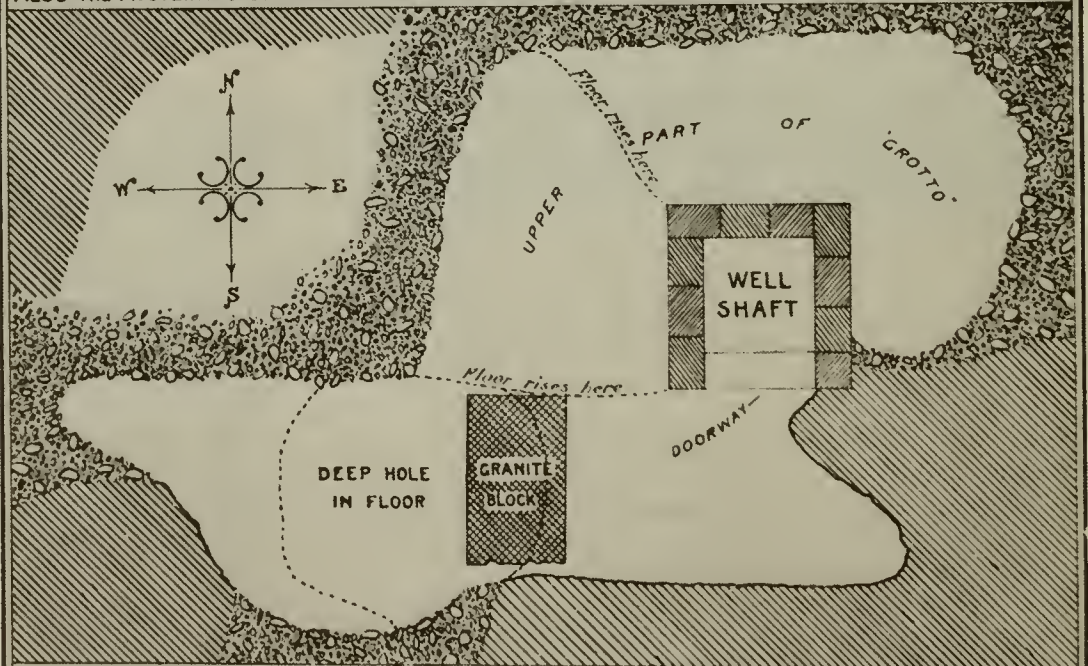 N
W
E
S
Floor rises here
PART OF 'GROTTO'
UPPER
WELL
SHAFT
Floor rises here
DOORWAY
DEEP HOLE
IN FLOOR
GRANITE
BLOCK